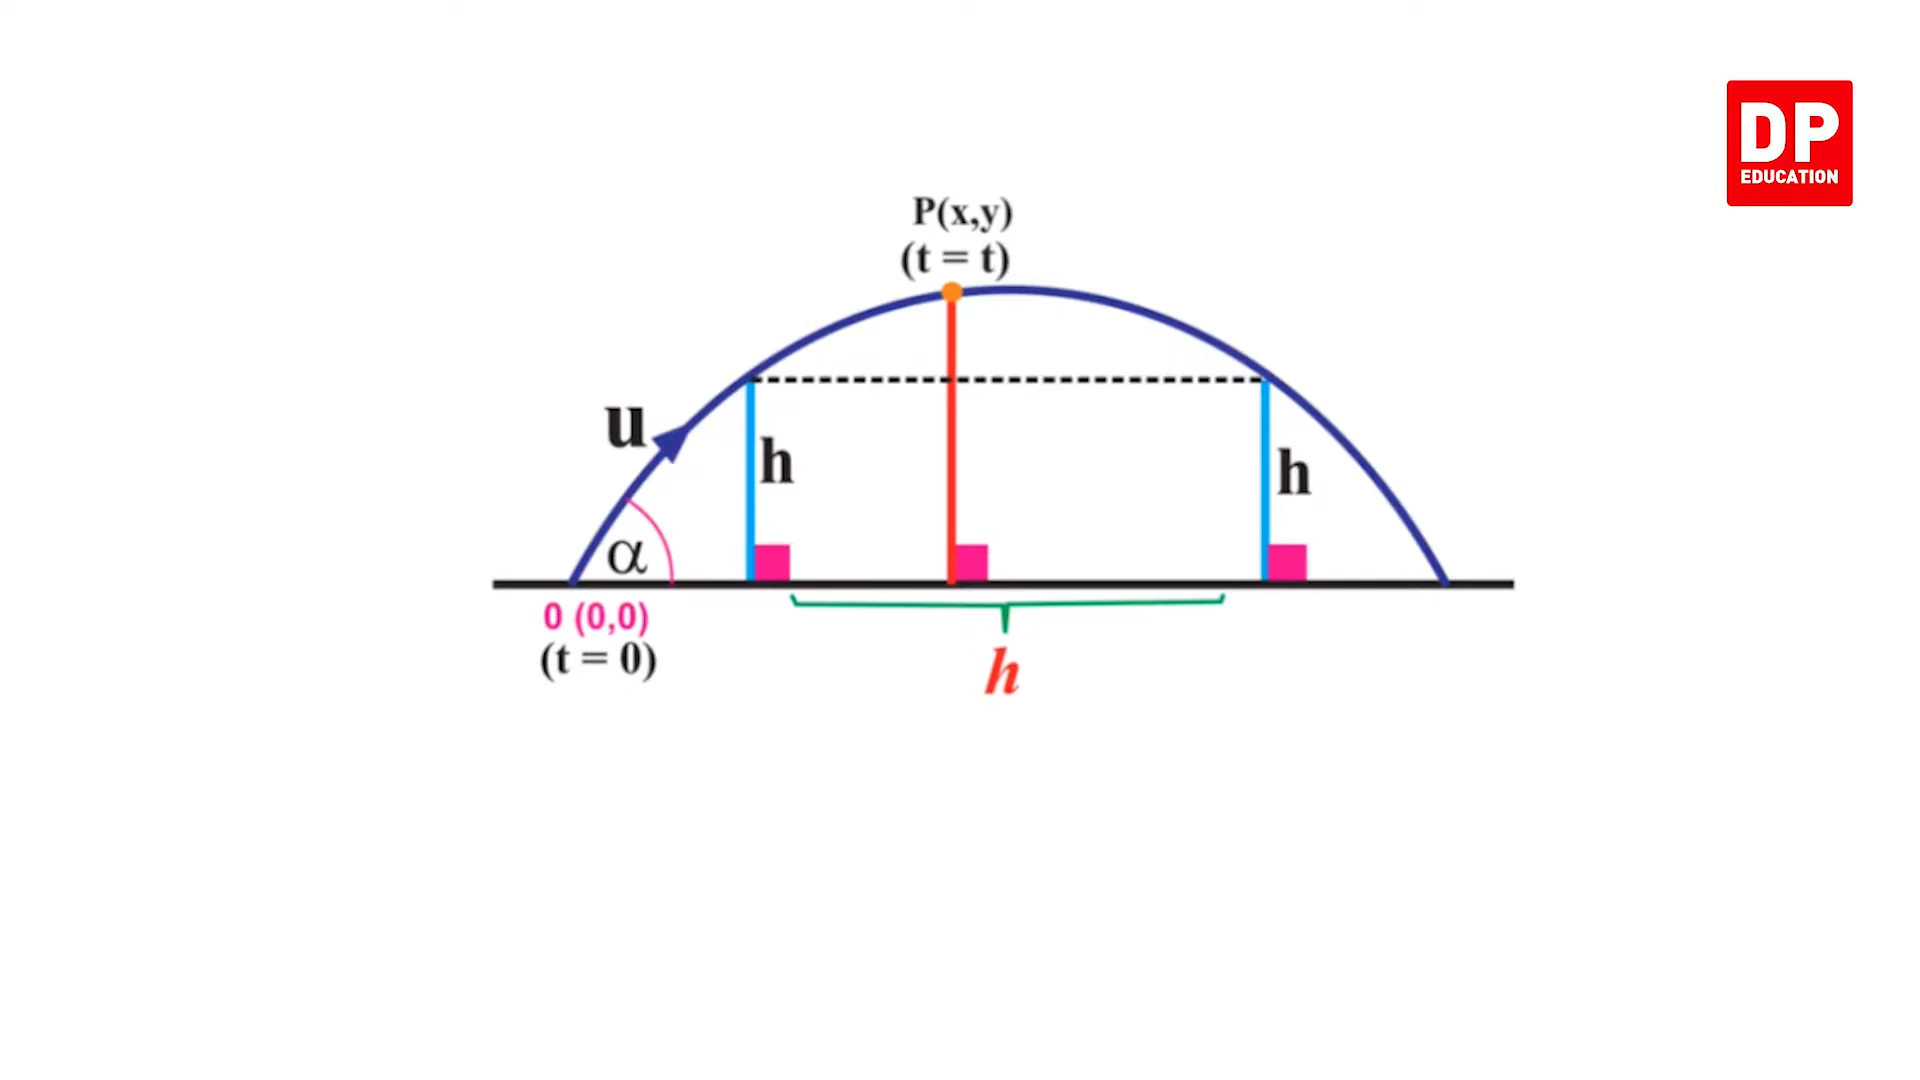 DP
EDUCATION
P(x,y)
(t = t)
u
h
h
α
0 (0,0)
(t = 0)
h